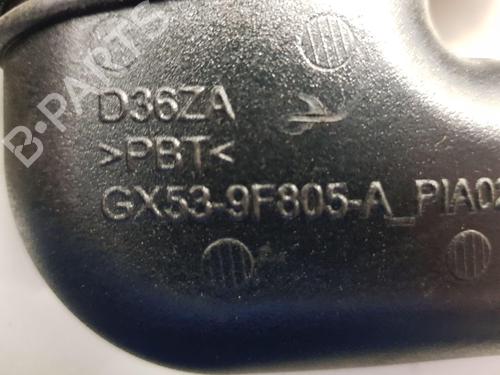 D36ZA
>PBT<
GX53-9F805-A_PIA02
B-PARTS